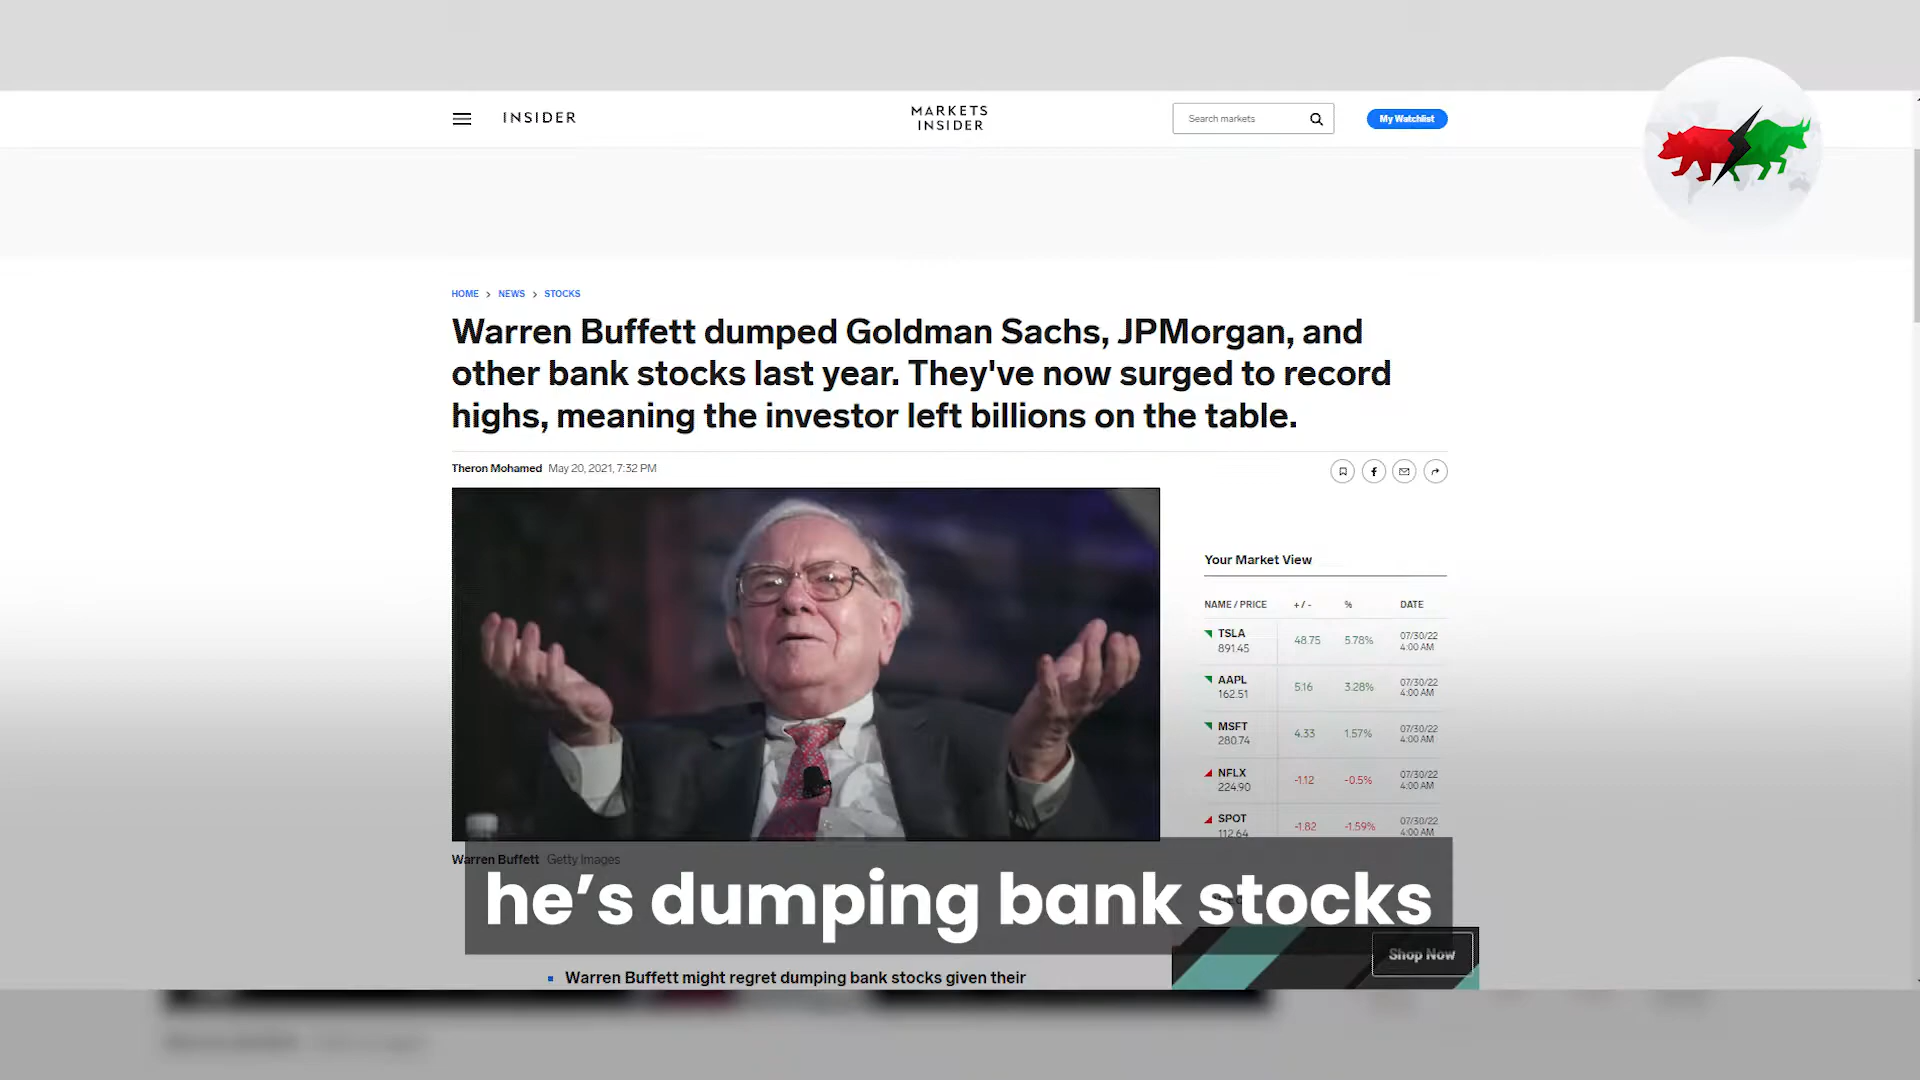 INSIDER
MARKETS
INSIDER
Search markets
My Watchlist
HOME > NEWS > STOCKS
Warren Buffett dumped Goldman Sachs, JPMorgan, and
other bank stocks last year. They've now surged to record
highs, meaning the investor left billions on the table.
Theron Mohamed May 20, 2021, 7:32 PM
Your Market View
NAME / PRICE + / - % DATE
TSLA 48.75 5.78% 07/30/22
891.45 4:00 AM
AAPL 5.16 3.28% 07/30/22
162.51 4:00 AM
MSFT 4.33 1.57% 07/30/22
280.74 4:00 AM
NFLX -1.12 -0.5% 07/30/22
224.90 4:00 AM
SPOT -1.82 -1.59% 07/30/22
112.64 4:00 AM
Warren Buffett Getty Images
he's dumping bank stocks
Shop Now
Warren Buffett might regret dumping bank stocks given their